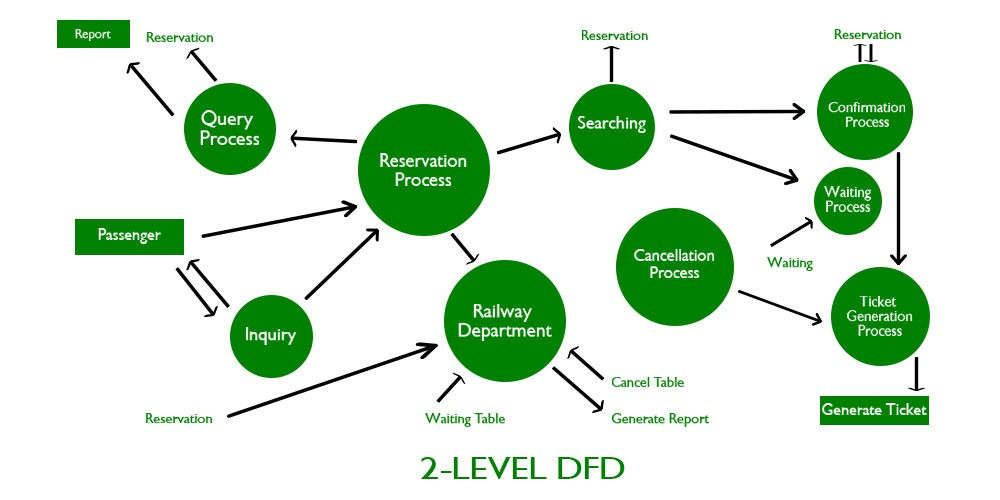 Report
Reservation
Reservation
Reservation
Query
Process
Searching
Confirmation
Process
Reservation
Process
Waiting
Process
Passenger
Cancellation
Process
Waiting
Inquiry
Railway
Department
Ticket
Generation
Process
Cancel Table
Reservation
Waiting Table
Generate Report
Generate Ticket
2-LEVEL DFD